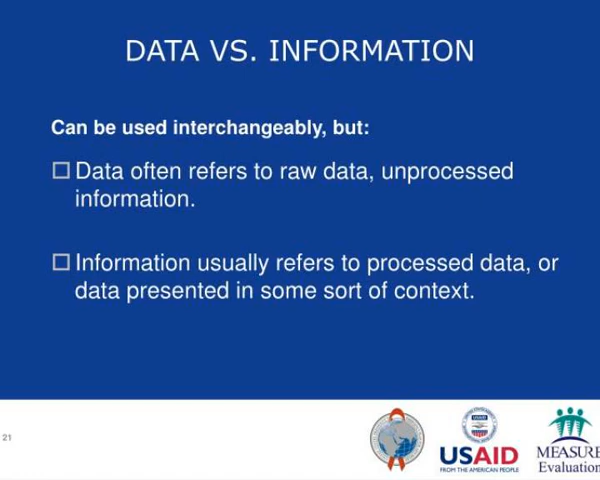 DATA VS. INFORMATION
Can be used interchangeably, but:
Data often refers to raw data, unprocessed
information.
Information usually refers to processed data, or
data presented in some sort of context.
21
USAID
FROM THE AMERICAN PEOPLE
MEASURE
Evaluation